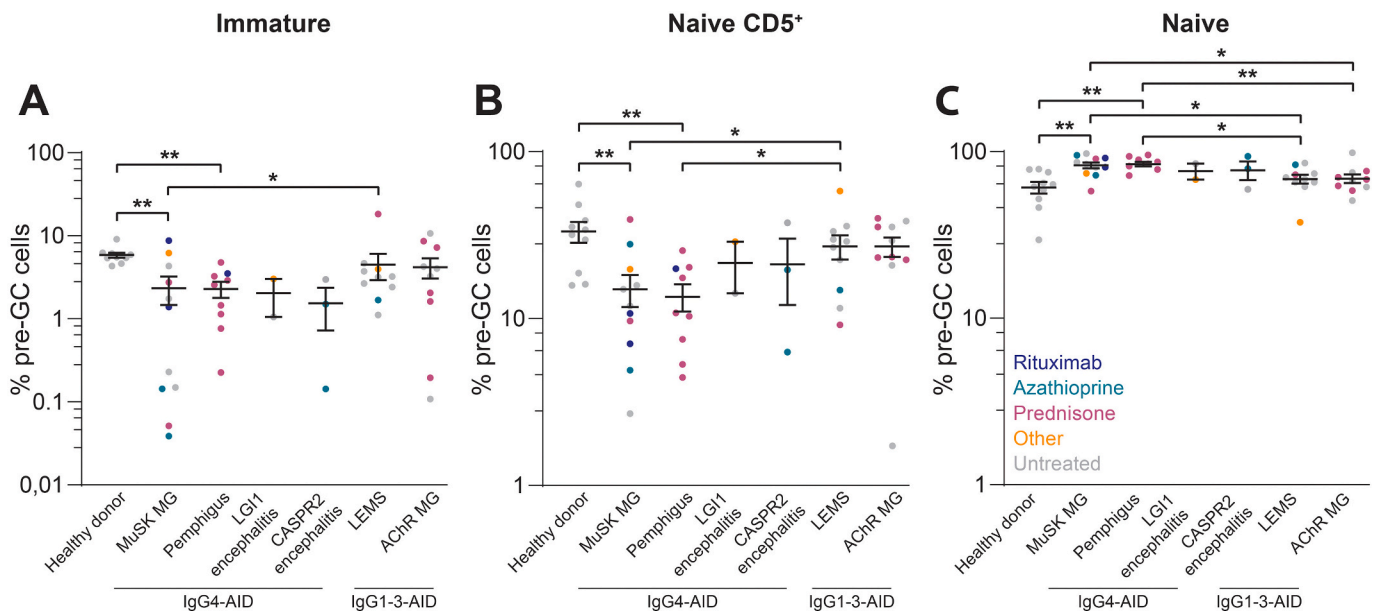 Immature
Naive CD5+
Naive
A
B
C
**
**
*
**
**
*
*
*
**
**
*
**
*
*
% pre-GC cells
100
10
1
0.1
0,01
% pre-GC cells
100
10
1
% pre-GC cells
100
10
1
Rituximab
Azathioprine
Prednisone
Other
Untreated
Healthy donor
MuSK MG
Pemphigus
LGI1
encephalitis
CASPR2
encephalitis
LEMS
AChR MG
IgG4-AID
IgG1-3-AID
Healthy donor
MuSK MG
Pemphigus
LGI1
encephalitis
CASPR2
encephalitis
LEMS
AChR MG
IgG4-AID
IgG1-3-AID
Healthy donor
MuSK MG
Pemphigus
LGI1
encephalitis
CASPR2
encephalitis
LEMS
AChR MG
IgG4-AID
IgG1-3-AID